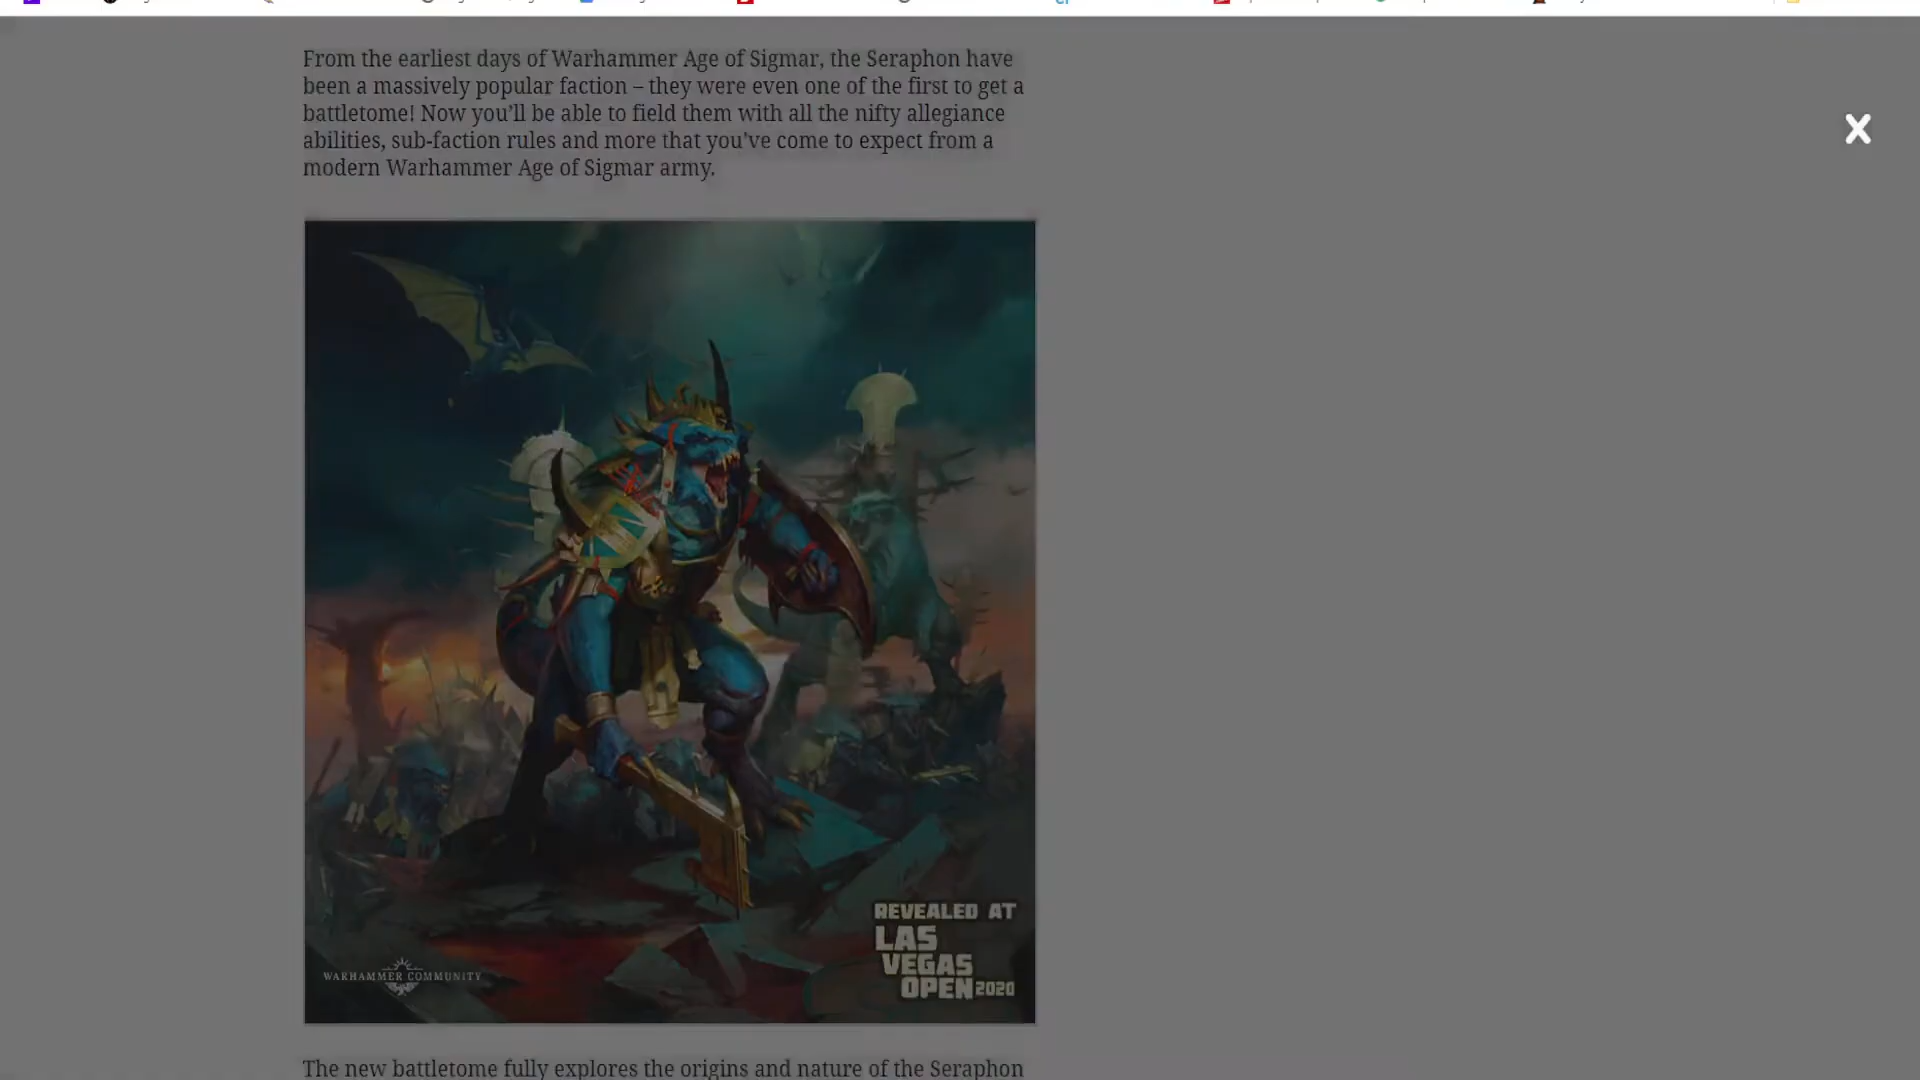 From the earliest days of Warhammer Age of Sigmar, the Seraphon have
been a massively popular faction – they were even one of the first to get a
battletome! Now you’ll be able to field them with all the nifty allegiance
abilities, sub-faction rules and more that you’ve come to expect from a
modern Warhammer Age of Sigmar army.
REVEALED AT
LAS
VEGAS
OPEN 2020
WARHAMMER COMMUNITY
The new battletome fully explores the origins and nature of the Seraphon